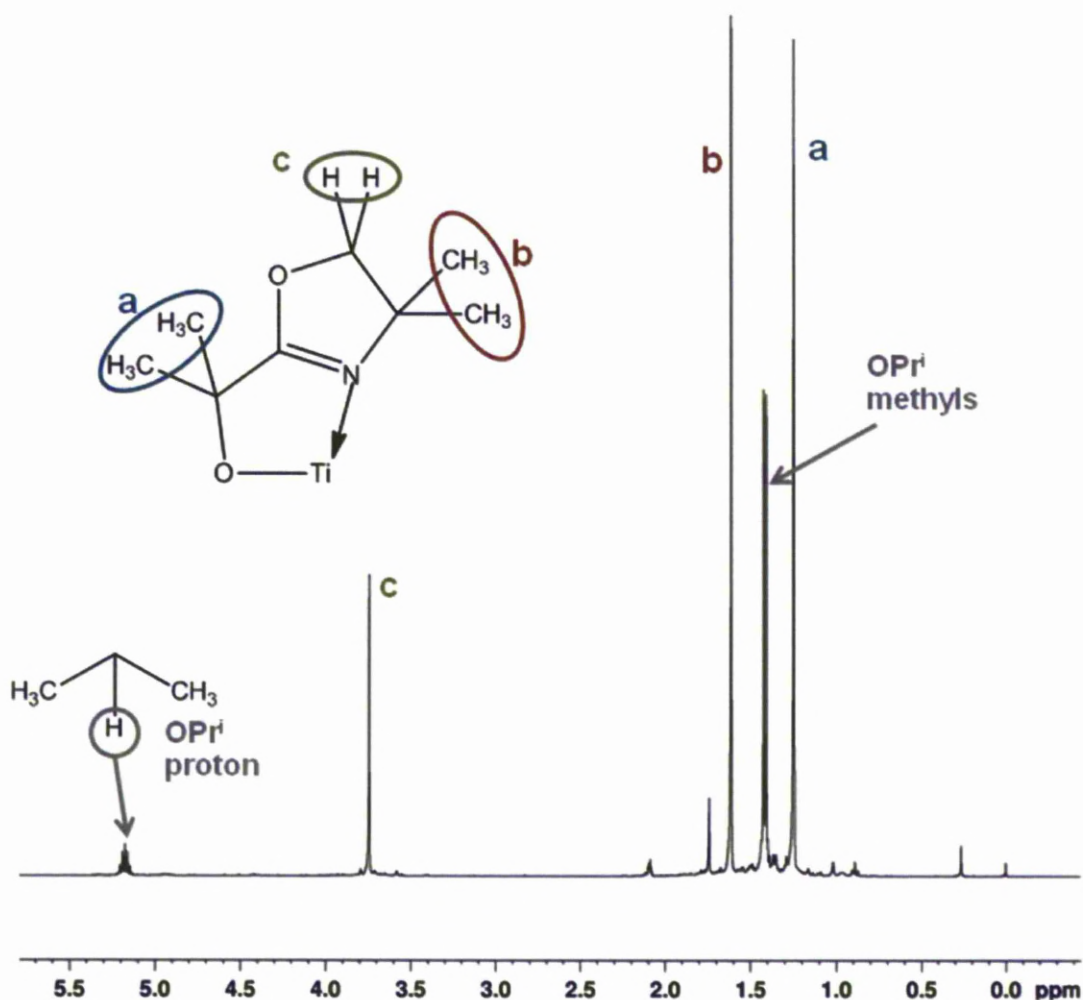 c
H H
b
a
O
CH₃
b
CH₃
a
H₃C
H₃C
N
O
Ti
OPrⁱ
methyls
c
H₃C
CH₃
H
OPrⁱ
proton
5.5 5.0 4.5 4.0 3.5 3.0 2.5 2.0 1.5 1.0 0.5 0.0 ppm